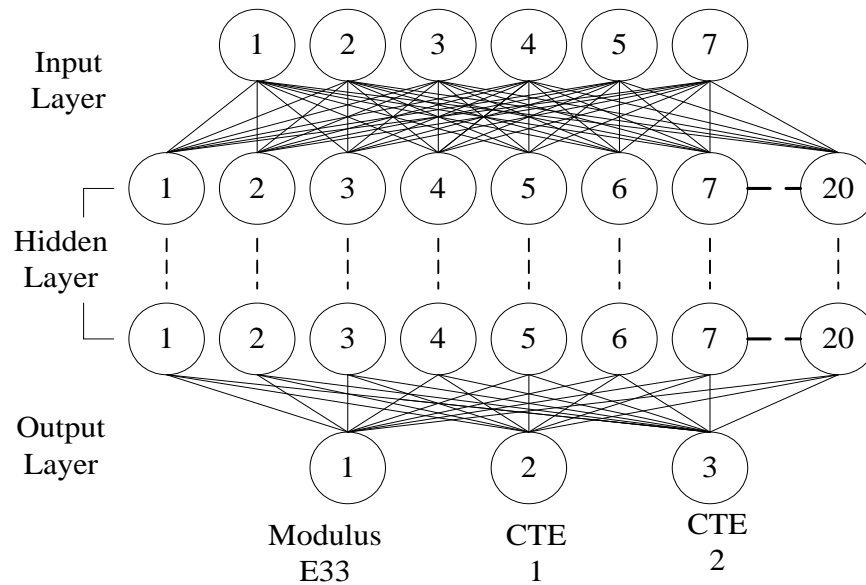 1 2 3 4 5 7
Input
Layer
1 2 3 4 5 6 7 20
Hidden
Layer
1 2 3 4 5 6 7 20
Output
Layer
1 2 3
Modulus
E33
CTE
1
CTE
2